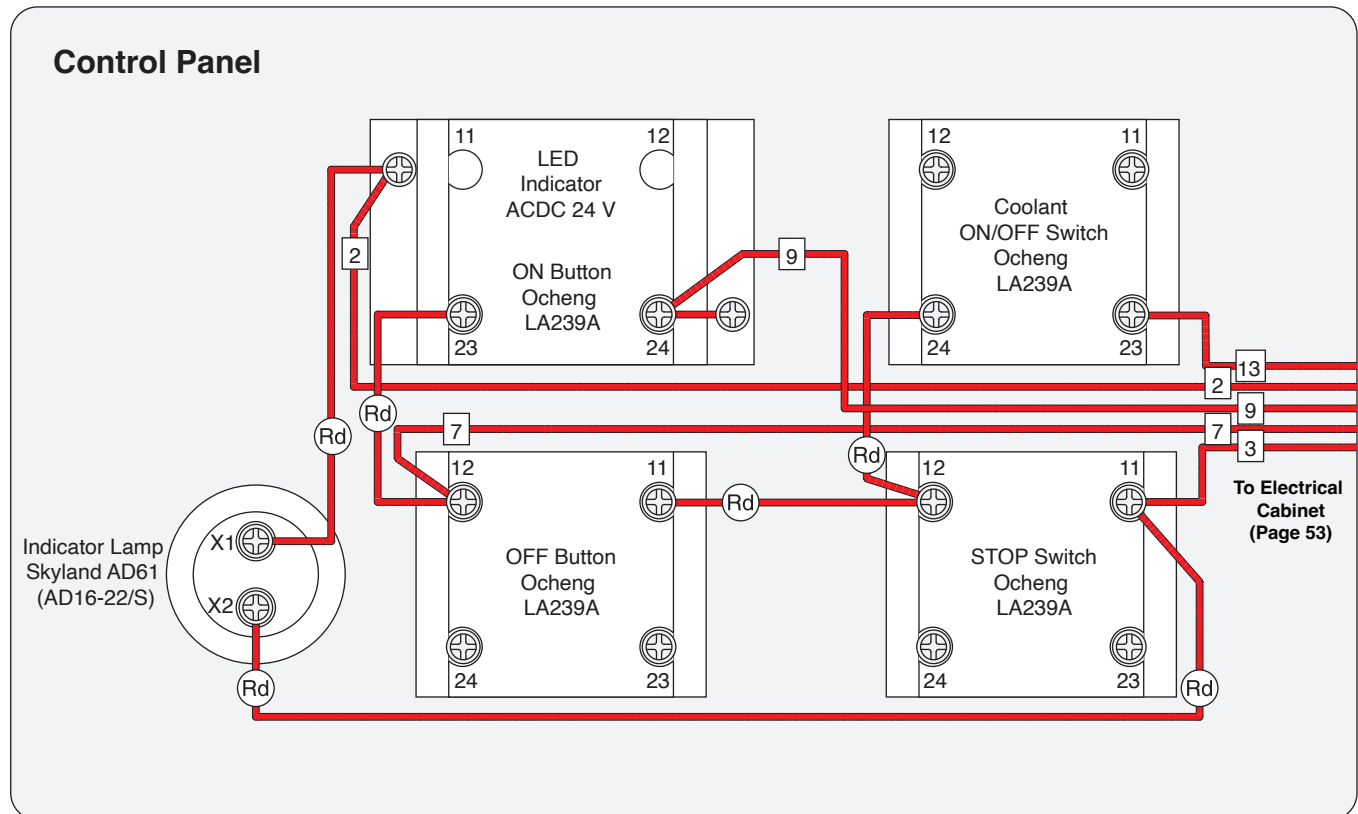 Control Panel
11
12
LED
Indicator
ACDC 24 V
ON Button
Ocheng
LA239A
23
24
2
9
12
11
Coolant
ON/OFF Switch
Ocheng
LA239A
24
23
13
2
9
7
3
To Electrical
Cabinet
(Page 53)
Rd
Rd
7
Rd
12
11
OFF Button
Ocheng
LA239A
24
23
Rd
12
11
STOP Switch
Ocheng
LA239A
24
23
Indicator Lamp
Skyland AD61
(AD16-22/S)
X1
X2
Rd
Rd